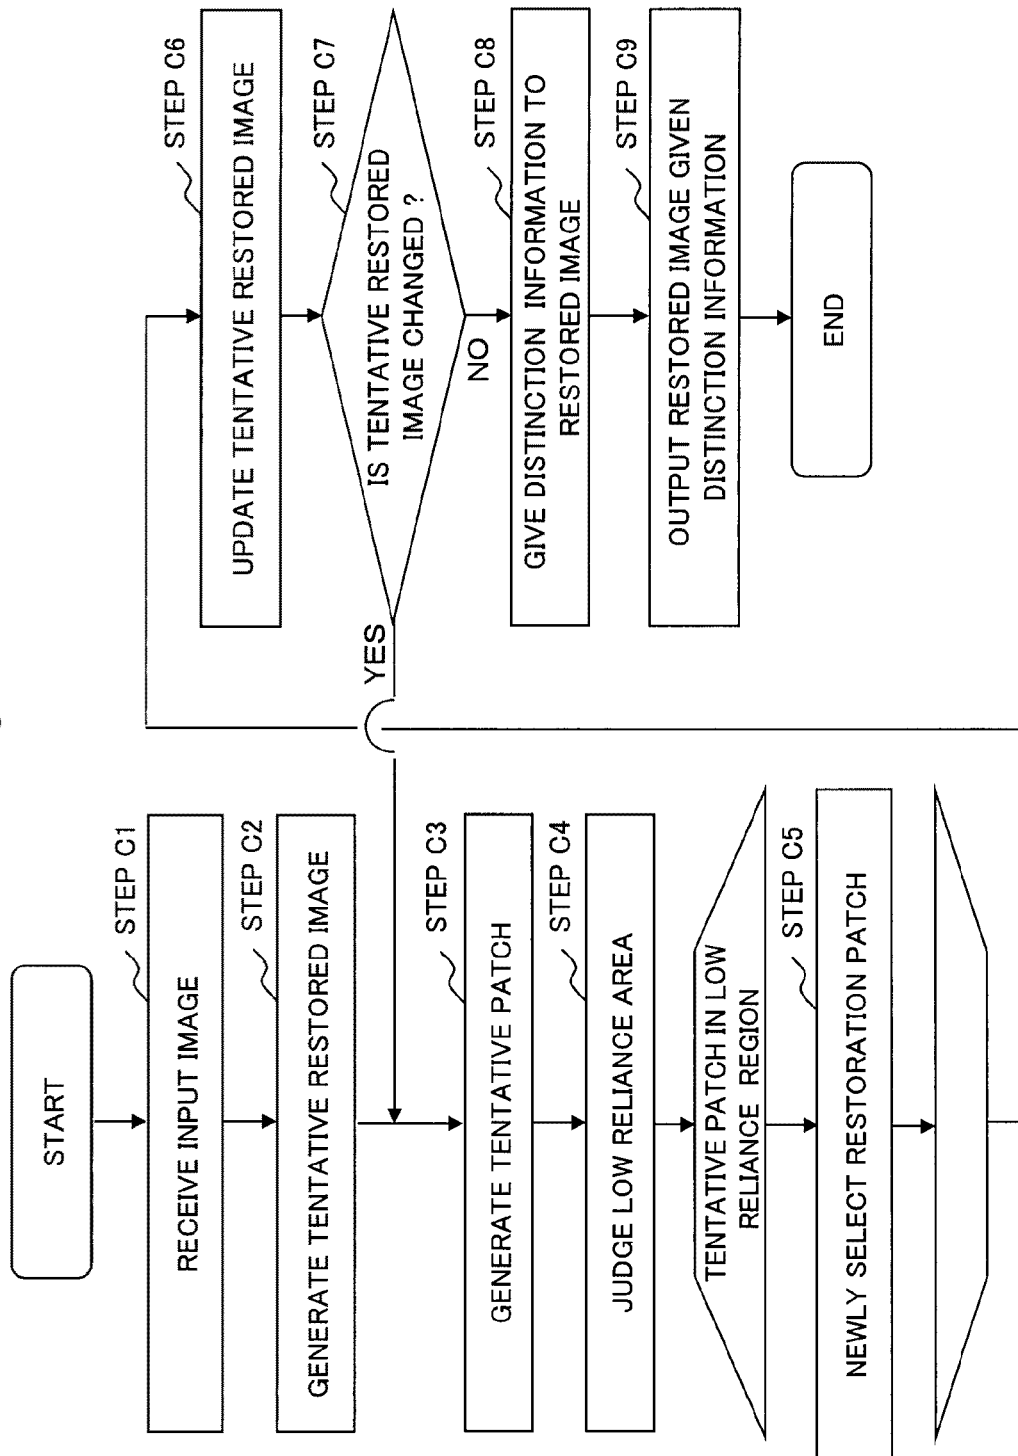 START
STEP C1
RECEIVE INPUT IMAGE
STEP C2
GENERATE TENTATIVE RESTORED IMAGE
STEP C3
GENERATE TENTATIVE PATCH
STEP C4
JUDGE LOW RELIANCE AREA
TENTATIVE PATCH IN LOW
RELIANCE REGION
STEP C5
NEWLY SELECT RESTORATION PATCH
STEP C6
UPDATE TENTATIVE RESTORED IMAGE
STEP C7
IS TENTATIVE RESTORED
IMAGE CHANGED ?
YES
NO
STEP C8
GIVE DISTINCTION INFORMATION TO
RESTORED IMAGE
STEP C9
OUTPUT RESTORED IMAGE GIVEN
DISTINCTION INFORMATION
END